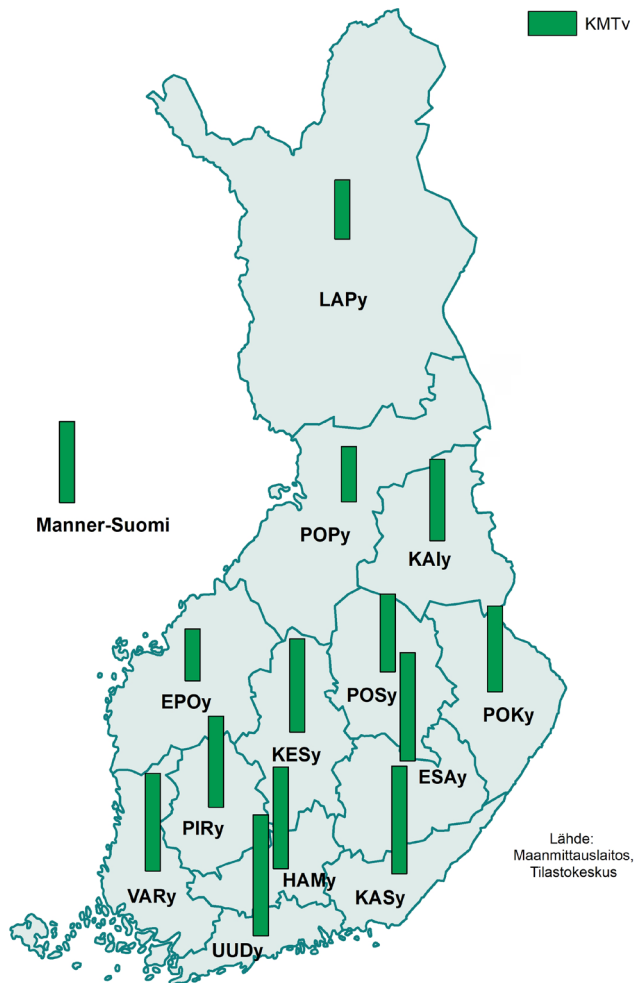 KMTv
LAPy
Manner-Suomi
POPy
KAIy
EPOy
POSy
POKy
KESy
ESAy
PIRy
Lähde:
Maanmittauslaitos,
Tilastokeskus
HAMy
VARy
KASy
UUDy